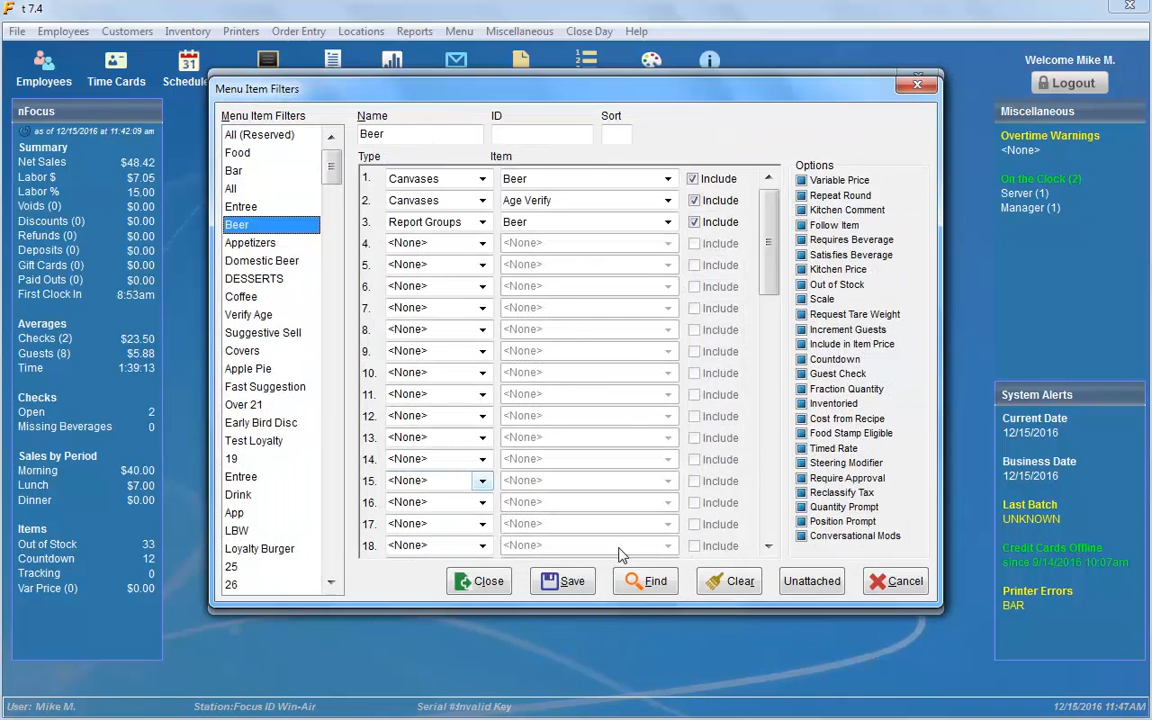 t 7.4
File Employees Customers Inventory Printers Order Entry Locations Reports Menu Miscellaneous Close Day Help
Employees Time Cards Schedu
31
Welcome Mike M.
Logout
nFocus
as of 12/15/2016 at 11:42:09 am
Summary
Net Sales $48.42
Labor $ $7.05
Labor % 15.00
Voids (0) $0.00
Discounts (0) $0.00
Refunds (0) $0.00
Deposits (0) $0.00
Gift Cards (0) $0.00
Paid Outs (0) $0.00
First Clock In 8:53am
Averages
Checks (2) $23.50
Guests (8) $5.88
Time 1:39:13
Checks
Open 2
Missing Beverages 0
Sales by Period
Morning $40.00
Lunch $7.00
Dinner $0.00
Items
Out of Stock 33
Countdown 12
Tracking 0
Var Price (0) $0.00
Menu Item Filters
Menu Item Filters
All (Reserved)
Food
Bar
All
Entree
Beer
Appetizers
Domestic Beer
DESSERTS
Coffee
Verify Age
Suggestive Sell
Covers
Apple Pie
Fast Suggestion
Over 21
Early Bird Disc
Test Loyalty
19
Entree
Drink
App
LBW
Loyalty Burger
25
26
Name ID Sort
Beer
Type Item
1. Canvases Beer Include
2. Canvases Age Verify Include
3. Report Groups Beer Include
4. <None> <None> Include
5. <None> <None> Include
6. <None> <None> Include
7. <None> <None> Include
8. <None> <None> Include
9. <None> <None> Include
10. <None> <None> Include
11. <None> <None> Include
12. <None> <None> Include
13. <None> <None> Include
14. <None> <None> Include
15. <None> <None> Include
16. <None> <None> Include
17. <None> <None> Include
18. <None> <None> Include
Options
Variable Price
Repeat Round
Kitchen Comment
Follow Item
Requires Beverage
Satisfies Beverage
Kitchen Price
Out of Stock
Scale
Request Tare Weight
Increment Guests
Include in Item Price
Countdown
Guest Check
Fraction Quantity
Inventoried
Cost from Recipe
Food Stamp Eligible
Timed Rate
Steering Modifier
Require Approval
Reclassify Tax
Quantity Prompt
Position Prompt
Conversational Mods
Close Save Find Clear Unattached Cancel
Miscellaneous
Overtime Warnings
<None>
On the Clock (2)
Server (1)
Manager (1)
System Alerts
Current Date
12/15/2016
Business Date
12/15/2016
Last Batch
UNKNOWN
Credit Cards Offline
since 9/14/2016 10:07am
Printer Errors
BAR
User: Mike M. Station:Focus ID Win-Air Serial #:Invalid Key 12/15/2016 11:47AM